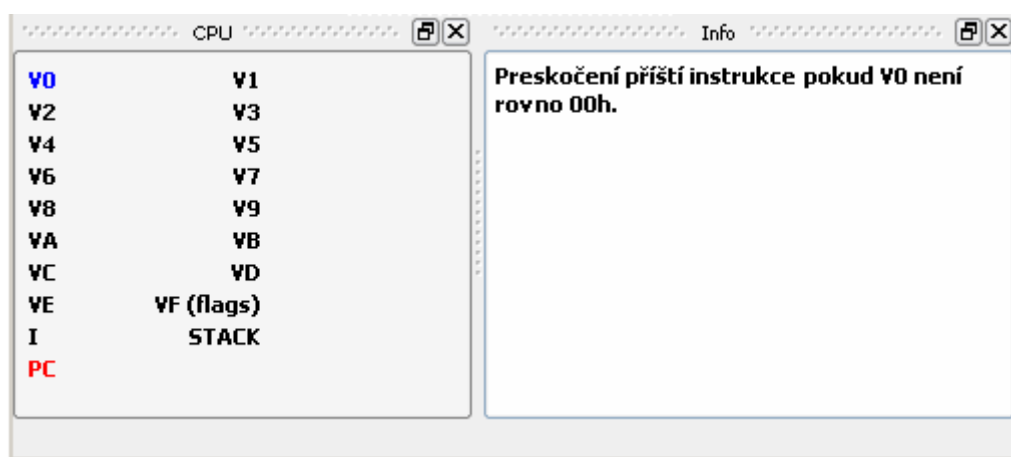 CPU
Info
V0 V1
V2 V3
V4 V5
V6 V7
V8 V9
VA VB
VC VD
VE VF (flags)
I STACK
PC
Preskočení příští instrukce pokud V0 není
rovno 00h.